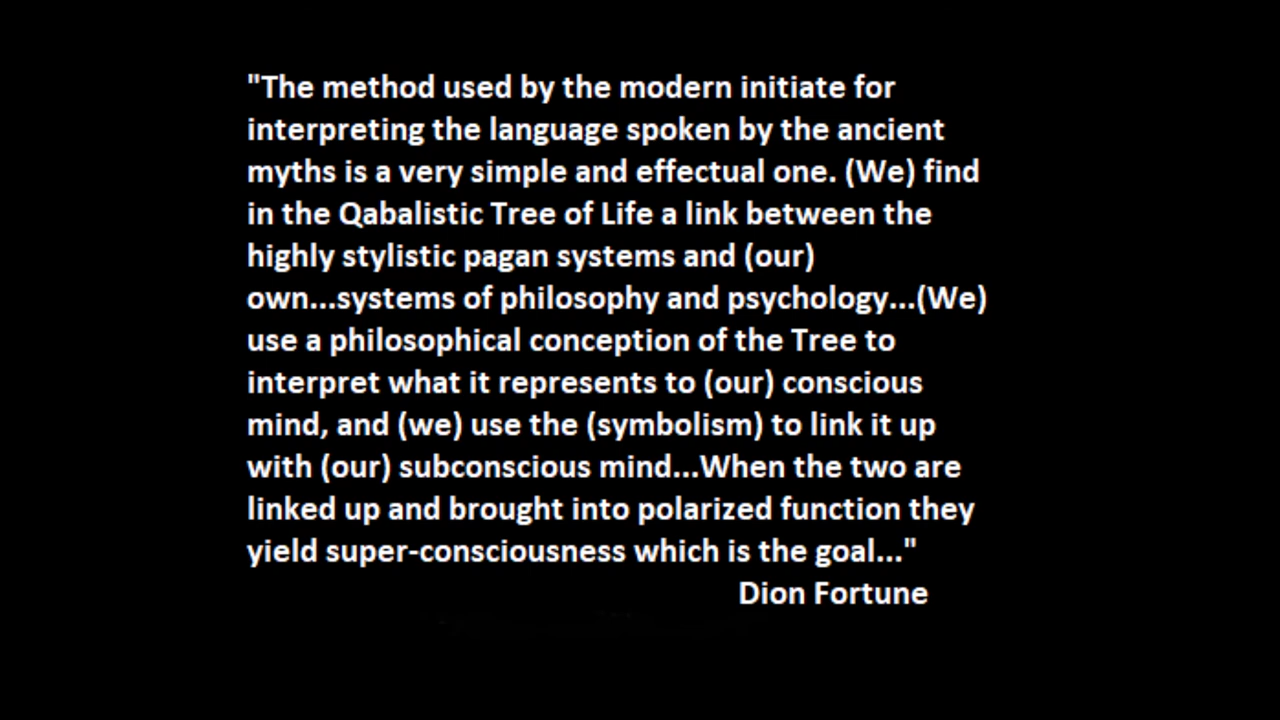 "The method used by the modern initiate for
interpreting the language spoken by the ancient
myths is a very simple and effectual one. (We) find
in the Qabalistic Tree of Life a link between the
highly stylistic pagan systems and (our)
own...systems of philosophy and psychology...(We)
use a philosophical conception of the Tree to
interpret what it represents to (our) conscious
mind, and (we) use the (symbolism) to link it up
with (our) subconscious mind...When the two are
linked up and brought into polarized function they
yield super-consciousness which is the goal..."
Dion Fortune